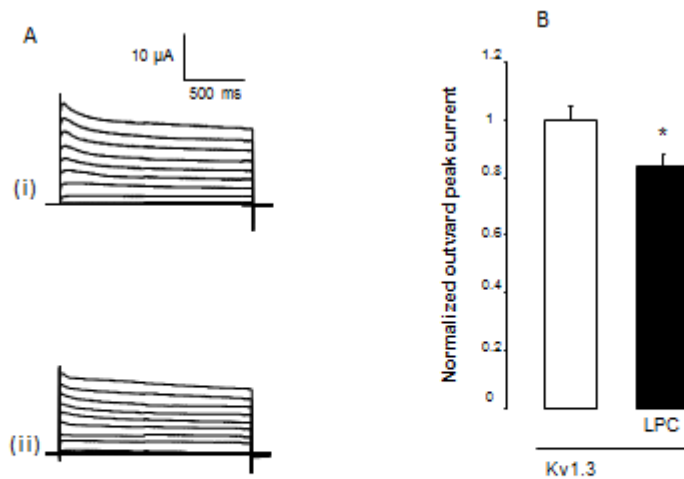 A
10 µA
500 ms
(i)
(ii)
B
Normalized outward peak current
1.2
1
0.8
0.6
0.4
0.2
0
*
LPC
Kv1.3